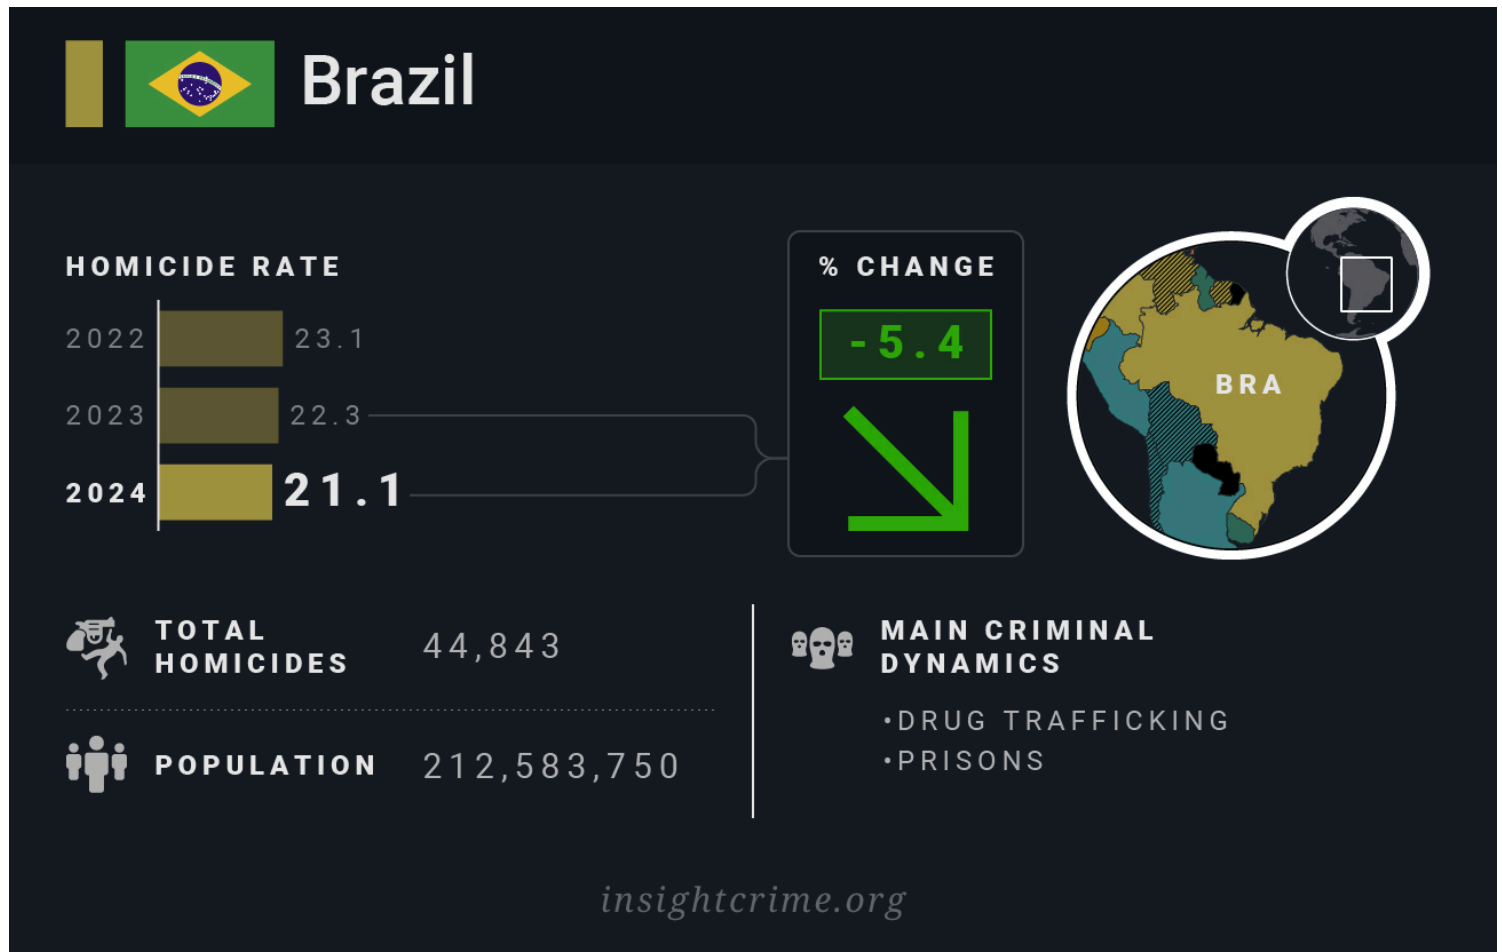 Brazil
HOMICIDE RATE
2022 23.1
2023 22.3
2024 21.1
% CHANGE
-5.4
BRA
TOTAL
HOMICIDES
44,843
POPULATION
212,583,750
MAIN CRIMINAL
DYNAMICS
•DRUG TRAFFICKING
•PRISONS
insightcrime.org